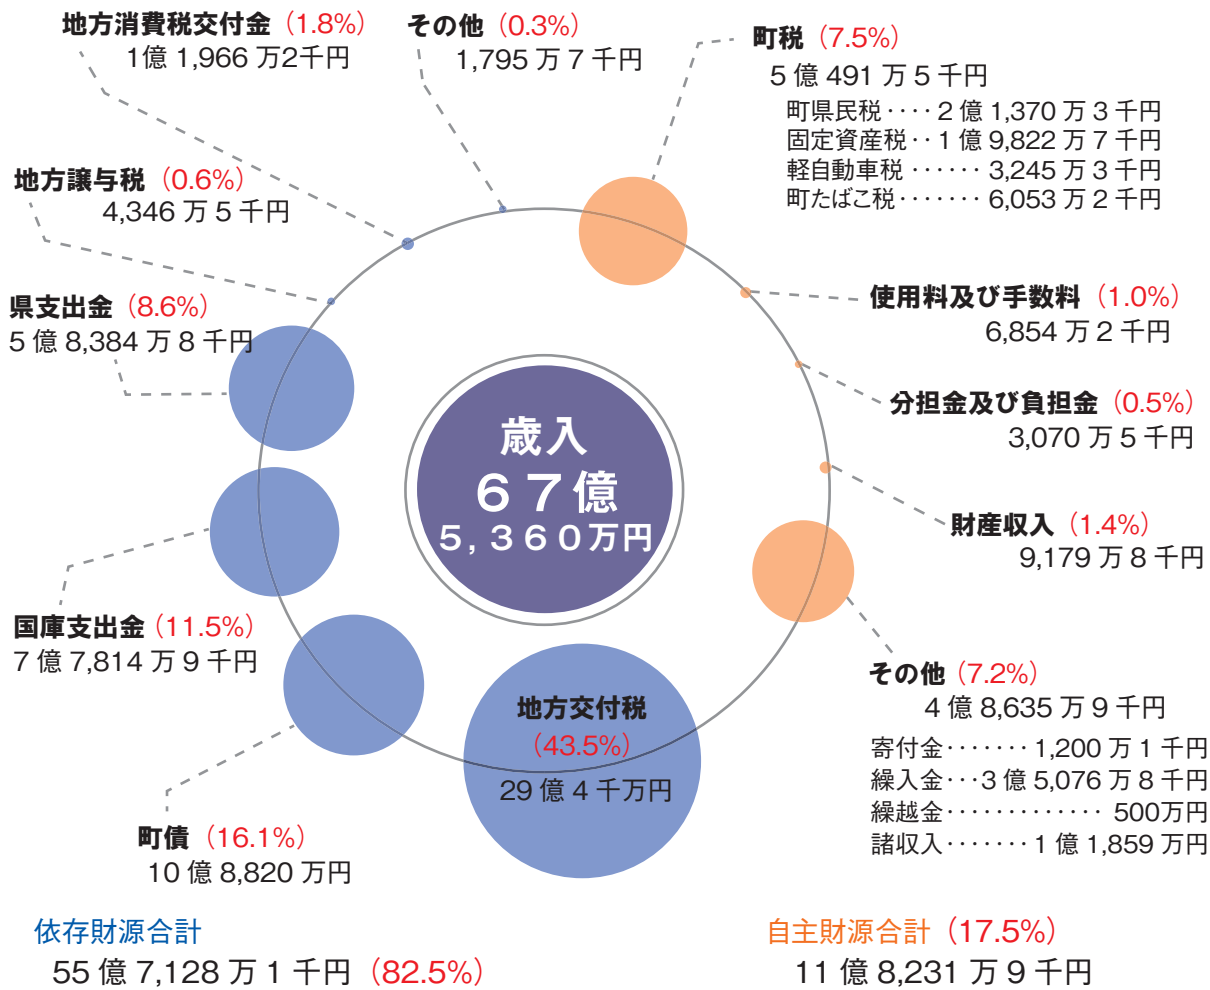 地方消費税交付金（1.8%）
1億 1,966 万2千円
その他（0.3%）
1,795 万 7 千円
町税（7.5%）
5 億 491 万 5 千円
町県民税‥‥ 2 億 1,370 万 3 千円
固定資産税‥ 1 億 9,822 万 7 千円
軽自動車税‥‥‥ 3,245 万 3 千円
町たばこ税‥‥‥‥ 6,053 万 2 千円
地方譲与税（0.6%）
4,346 万 5 千円
県支出金（8.6%）
5 億 8,384 万 8 千円
使用料及び手数料（1.0%）
6,854 万 2 千円
分担金及び負担金（0.5%）
3,070 万 5 千円
歳入
６７億
５,３６０万円
財産収入（1.4%）
9,179 万 8 千円
国庫支出金（11.5%）
7 億 7,814 万 9 千円
その他（7.2%）
4 億 8,635 万 9 千円
寄付金‥‥‥‥ 1,200 万 1 千円
繰入金‥･3 億 5,076 万 8 千円
繰越金‥‥‥‥‥‥･ 500万円
諸収入‥‥‥‥ 1 億 1,859 万円
地方交付税
（43.5%）
29 億 4 千万円
町債（16.1%）
10 億 8,820 万円
依存財源合計
55 億 7,128 万 1 千円（82.5%）
自主財源合計（17.5%）
11 億 8,231 万 9 千円